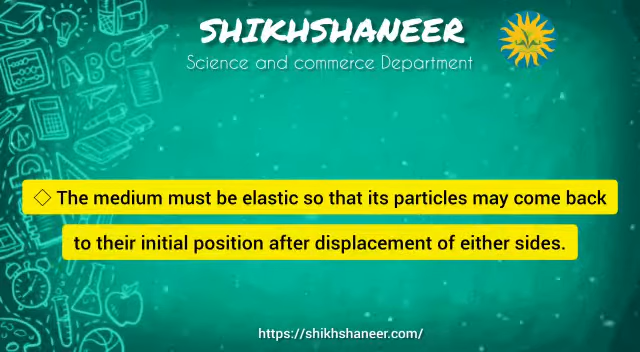 SHIKHSHANEER
Science and commerce Department
ABC
◇ The medium must be elastic so that its particles may come back
to their initial position after displacement of either sides.
https://shikhshaneer.com/